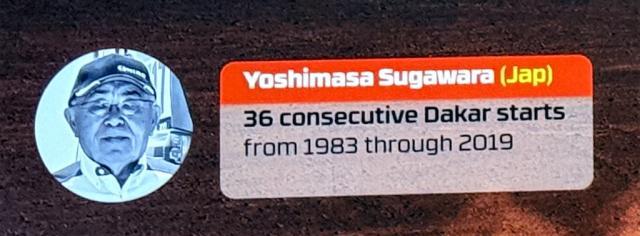 Yoshimasa Sugawara (Jap)
36 consecutive Dakar starts
from 1983 through 2019